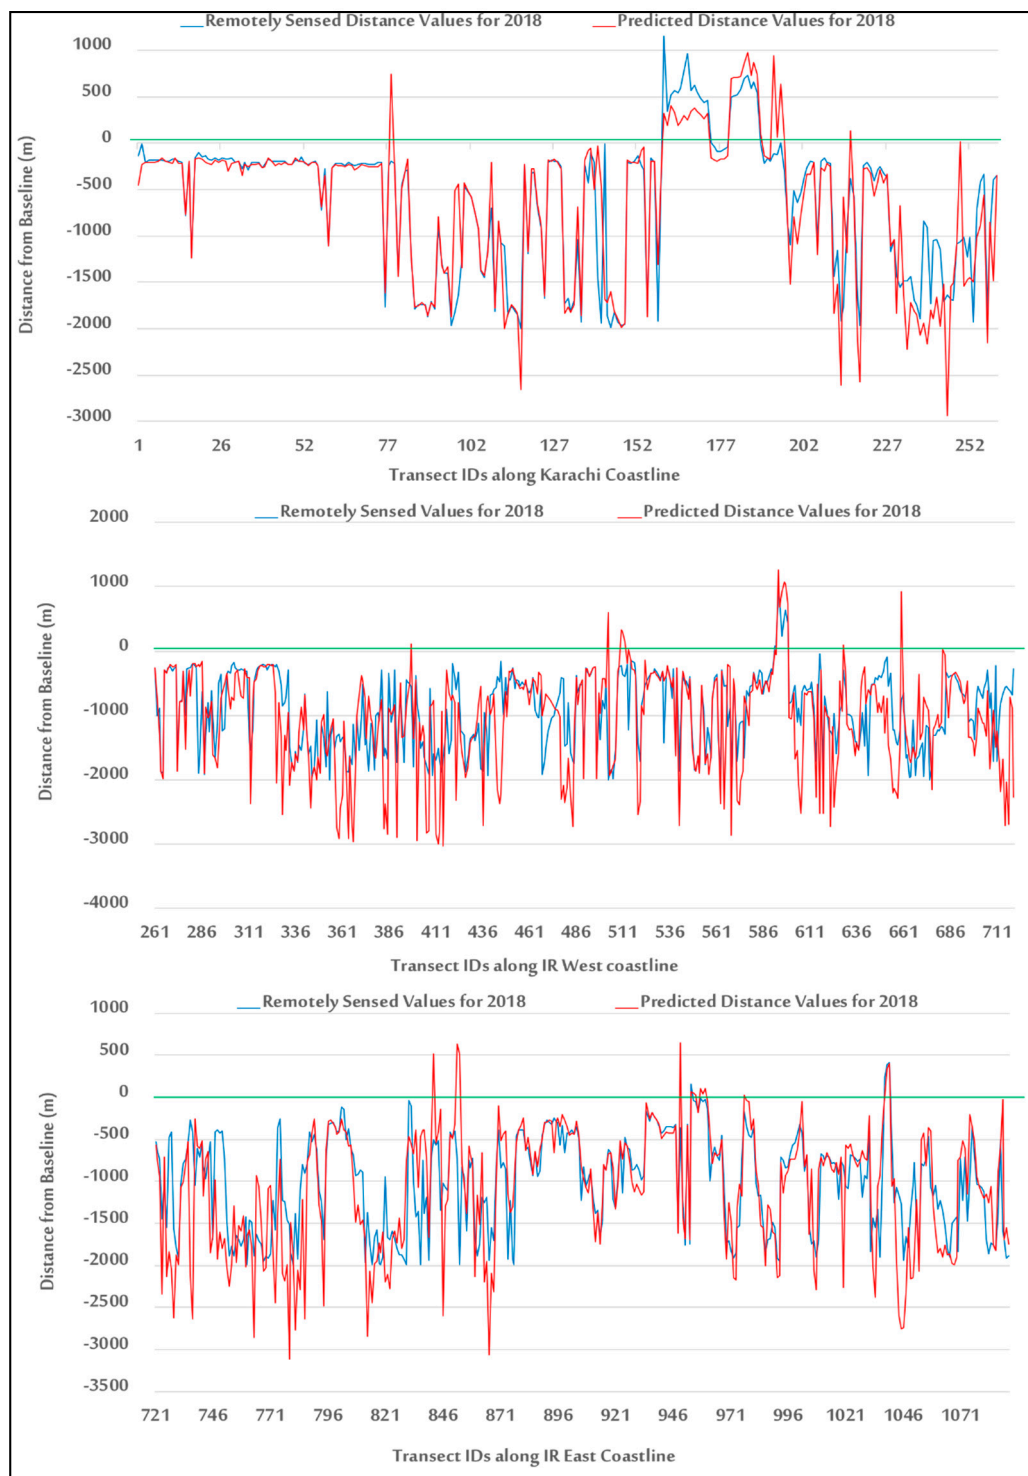 Remotely Sensed Distance Values for 2018 Predicted Distance Values for 2018
1000
500
0
-500
-1000
-1500
-2000
-2500
-3000
Distance from Baseline (m)
1 26 52 77 102 127 152 177 202 227 252
Transect IDs along Karachi Coastline
Remotely Sensed Values for 2018 Predicted Distance Values for 2018
2000
1000
0
-1000
-2000
-3000
-4000
Distance from Baseline (m)
261 286 311 336 361 386 411 436 461 486 511 536 561 586 611 636 661 686 711
Transect IDs along IR West coastline
Remotely Sensed Values for 2018 Predicted Distance Values for 2018
1000
500
0
-500
-1000
-1500
-2000
-2500
-3000
-3500
Distance from Baseline (m)
721 746 771 796 821 846 871 896 921 946 971 996 1021 1046 1071
Transect IDs along IR East Coastline